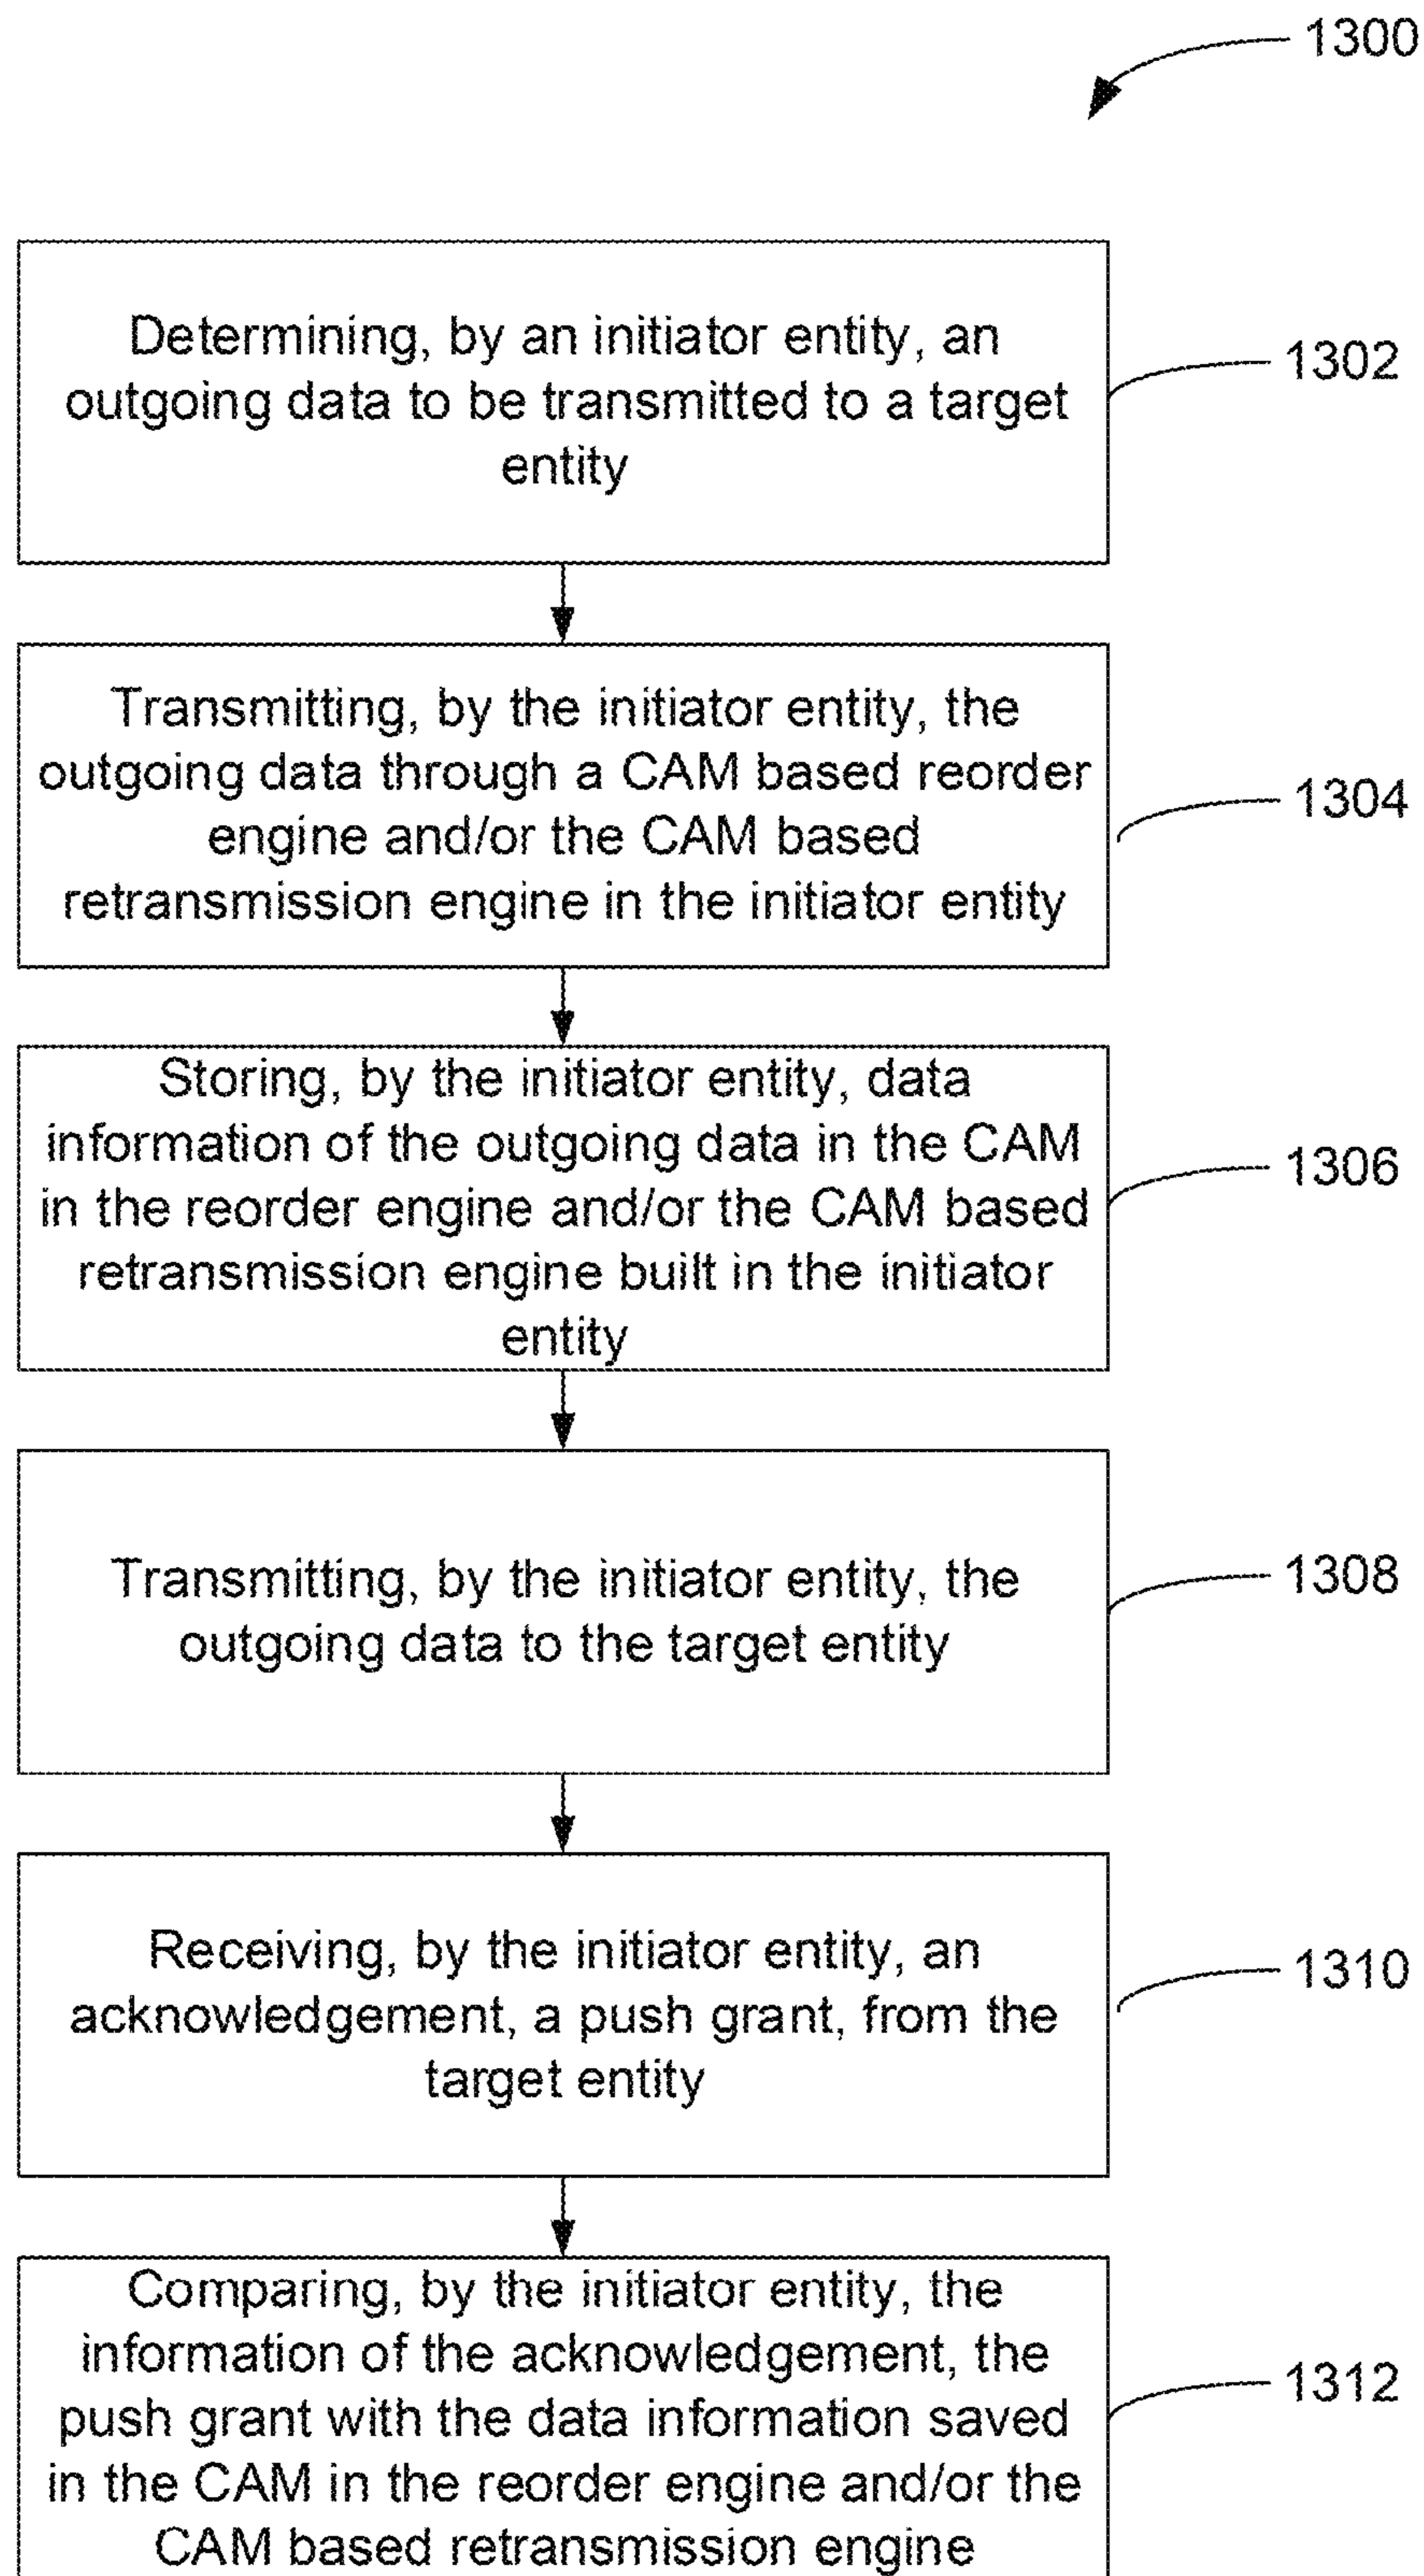 1300
Determining, by an initiator entity, an
outgoing data to be transmitted to a target
entity
1302
Transmitting, by the initiator entity, the
outgoing data through a CAM based reorder
engine and/or the CAM based
retransmission engine in the initiator entity
1304
Storing, by the initiator entity, data
information of the outgoing data in the CAM
in the reorder engine and/or the CAM based
retransmission engine built in the initiator
entity
1306
Transmitting, by the initiator entity, the
outgoing data to the target entity
1308
Receiving, by the initiator entity, an
acknowledgement, a push grant, from the
target entity
1310
Comparing, by the initiator entity, the
information of the acknowledgement, the
push grant with the data information saved
in the CAM in the reorder engine and/or the
CAM based retransmission engine
1312